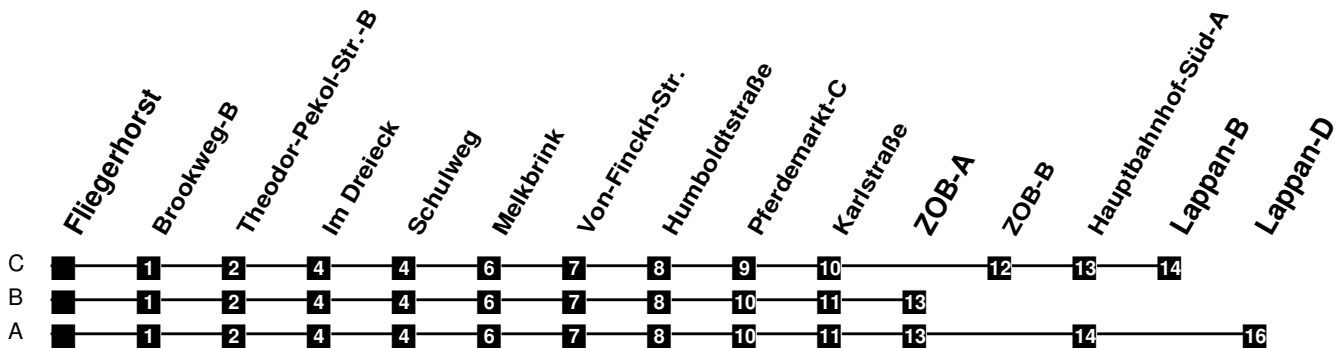 Fliegerhorst
Brookweg-B
Theodor-Pekol-Str.-B
Im Dreieck
Schulweg
Melkbrink
Von-Finckh-Str.
Humboldtstraße
Pferdemarkt-C
Karlstraße
ZOB-A
ZOB-B
Hauptbahnhof-Süd-A
Lappan-B
Lappan-D
C 1 2 4 4 6 7 8 9 10 12 13 14
B 1 2 4 4 6 7 8 10 11 13
A 1 2 4 4 6 7 8 10 11 13 14 16